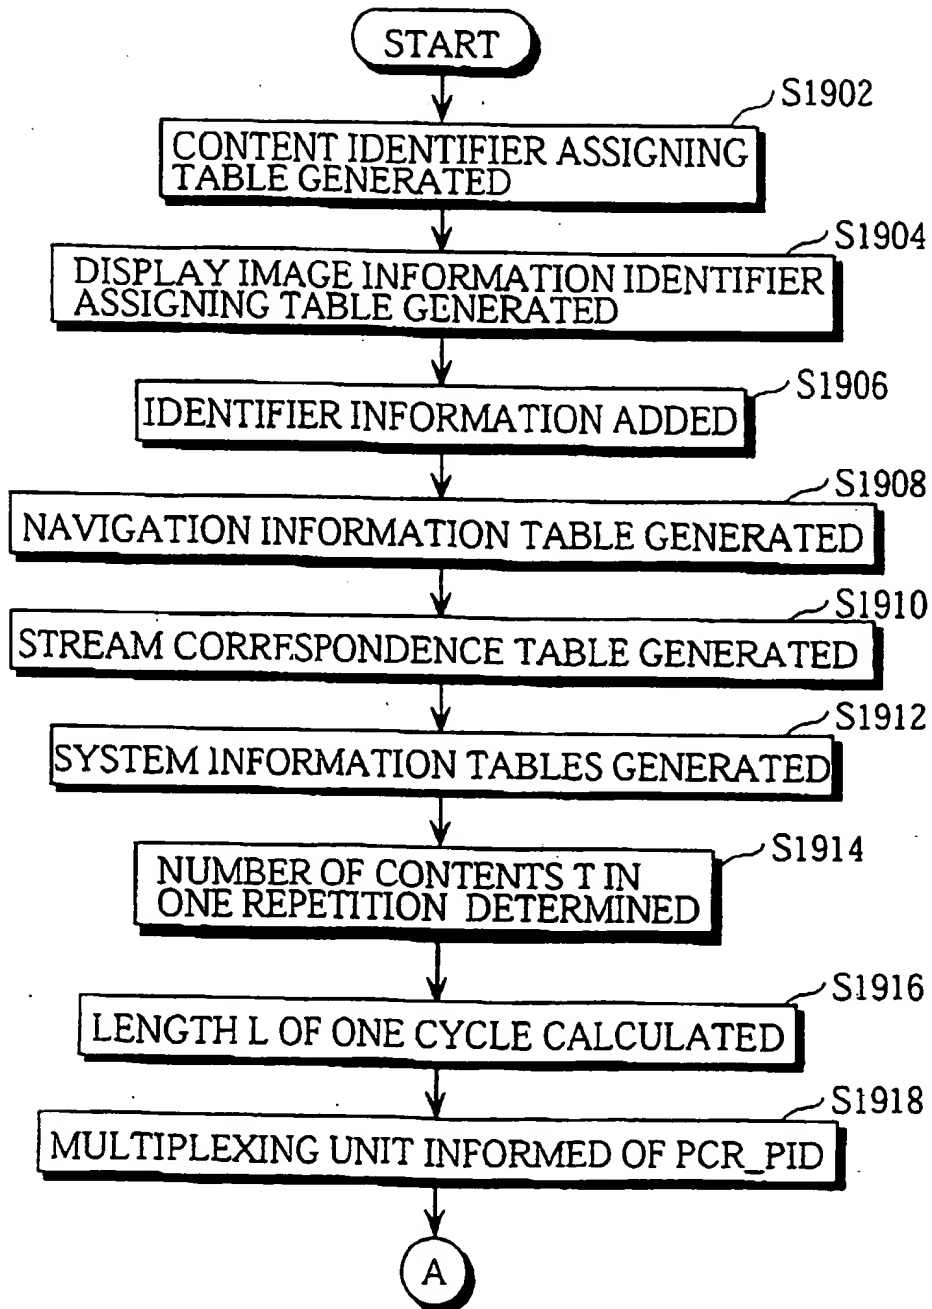 START
S1902
CONTENT IDENTIFIER ASSIGNING
TABLE GENERATED
S1904
DISPLAY IMAGE INFORMATION IDENTIFIER
ASSIGNING TABLE GENERATED
S1906
IDENTIFIER INFORMATION ADDED
S1908
NAVIGATION INFORMATION TABLE GENERATED
S1910
STREAM CORRESPONDENCE TABLE GENERATED
S1912
SYSTEM INFORMATION TABLES GENERATED
S1914
NUMBER OF CONTENTS T IN
ONE REPETITION DETERMINED
S1916
LENGTH L OF ONE CYCLE CALCULATED
S1918
MULTIPLEXING UNIT INFORMED OF PCR_PID
A